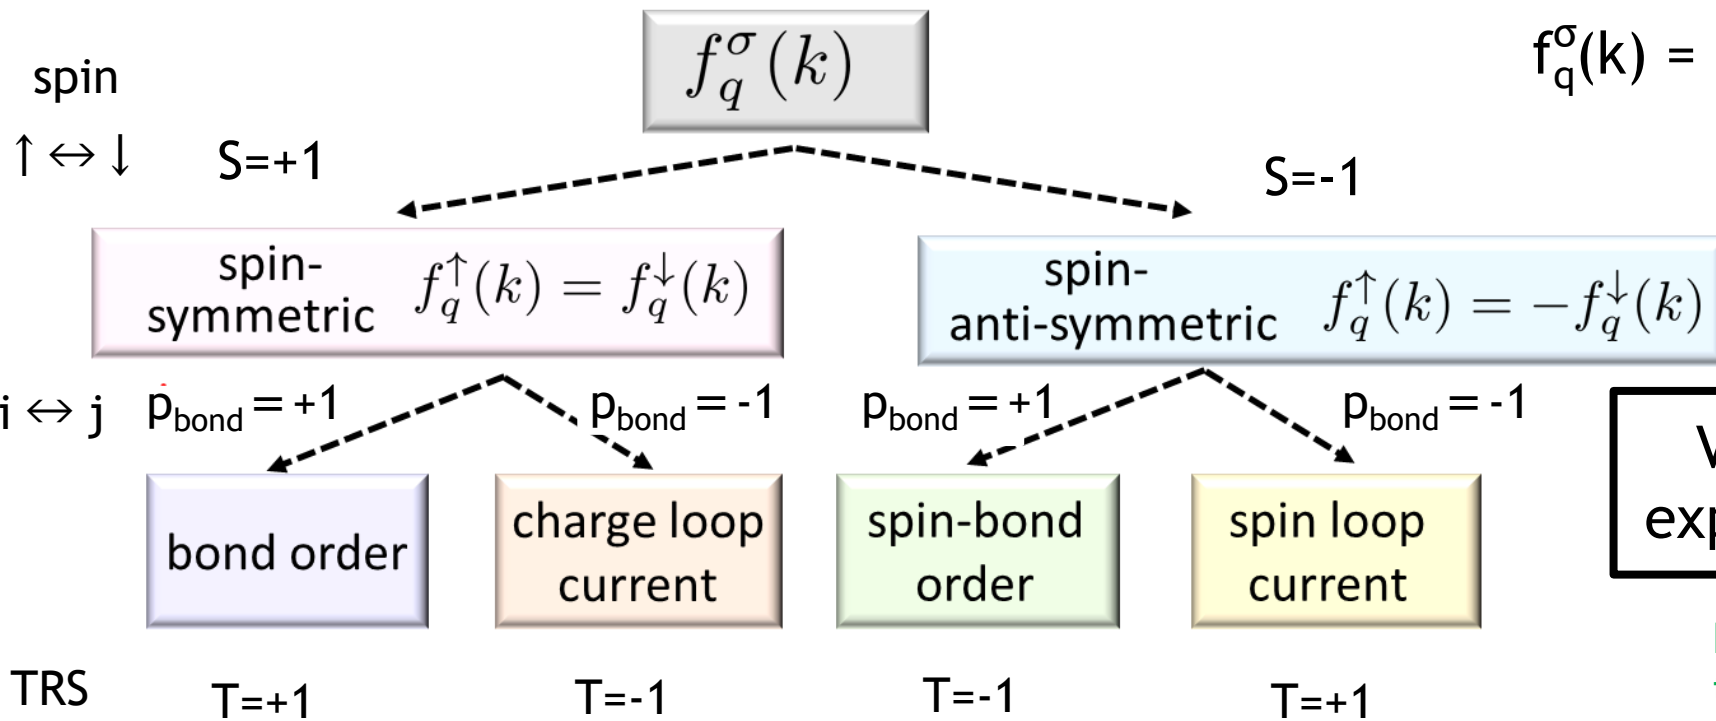 f_q^σ(k)
f_q^σ(k) =
spin
↑ ↔ ↓
S=+1
S=-1
spin-
symmetric
f_q^↑(k) = f_q^↓(k)
spin-
anti-symmetric
f_q^↑(k) = -f_q^↓(k)
i ↔ j
p_bond = +1
p_bond = -1
p_bond = +1
p_bond = -1
bond order
charge loop
current
spin-bond
order
spin loop
current
TRS
T=+1
T=-1
T=-1
T=+1